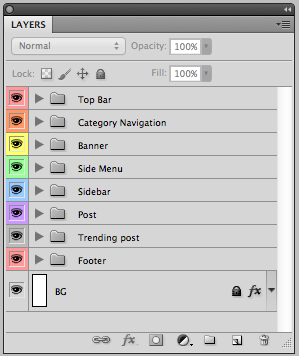 LAYERS
Normal Opacity: 100%
Lock: Fill: 100%
Top Bar
Category Navigation
Banner
Side Menu
Sidebar
Post
Trending post
Footer
BG fx
fx